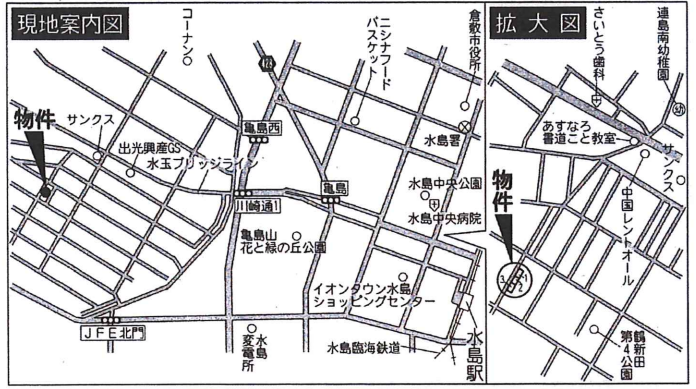 現地案内図
コーナン
ニシナフード
バスケット
倉敷市役所
物件
サンクス
出光興産GS
水玉ブリッジライン
亀島西
水島署
亀島
川崎通1
水島中央公園
水島中央病院
亀島山
花と緑の丘公園
イオンタウン水島
ショッピングセンター
JFE北門
水島
変電所
水島臨海鉄道
水島駅
拡大図
さいとう歯科
連島南幼稚園
幼
あすなろ
書道こと教室
サンクス
中国レントオール
物件
3
1
2
鶴新田
第4公園